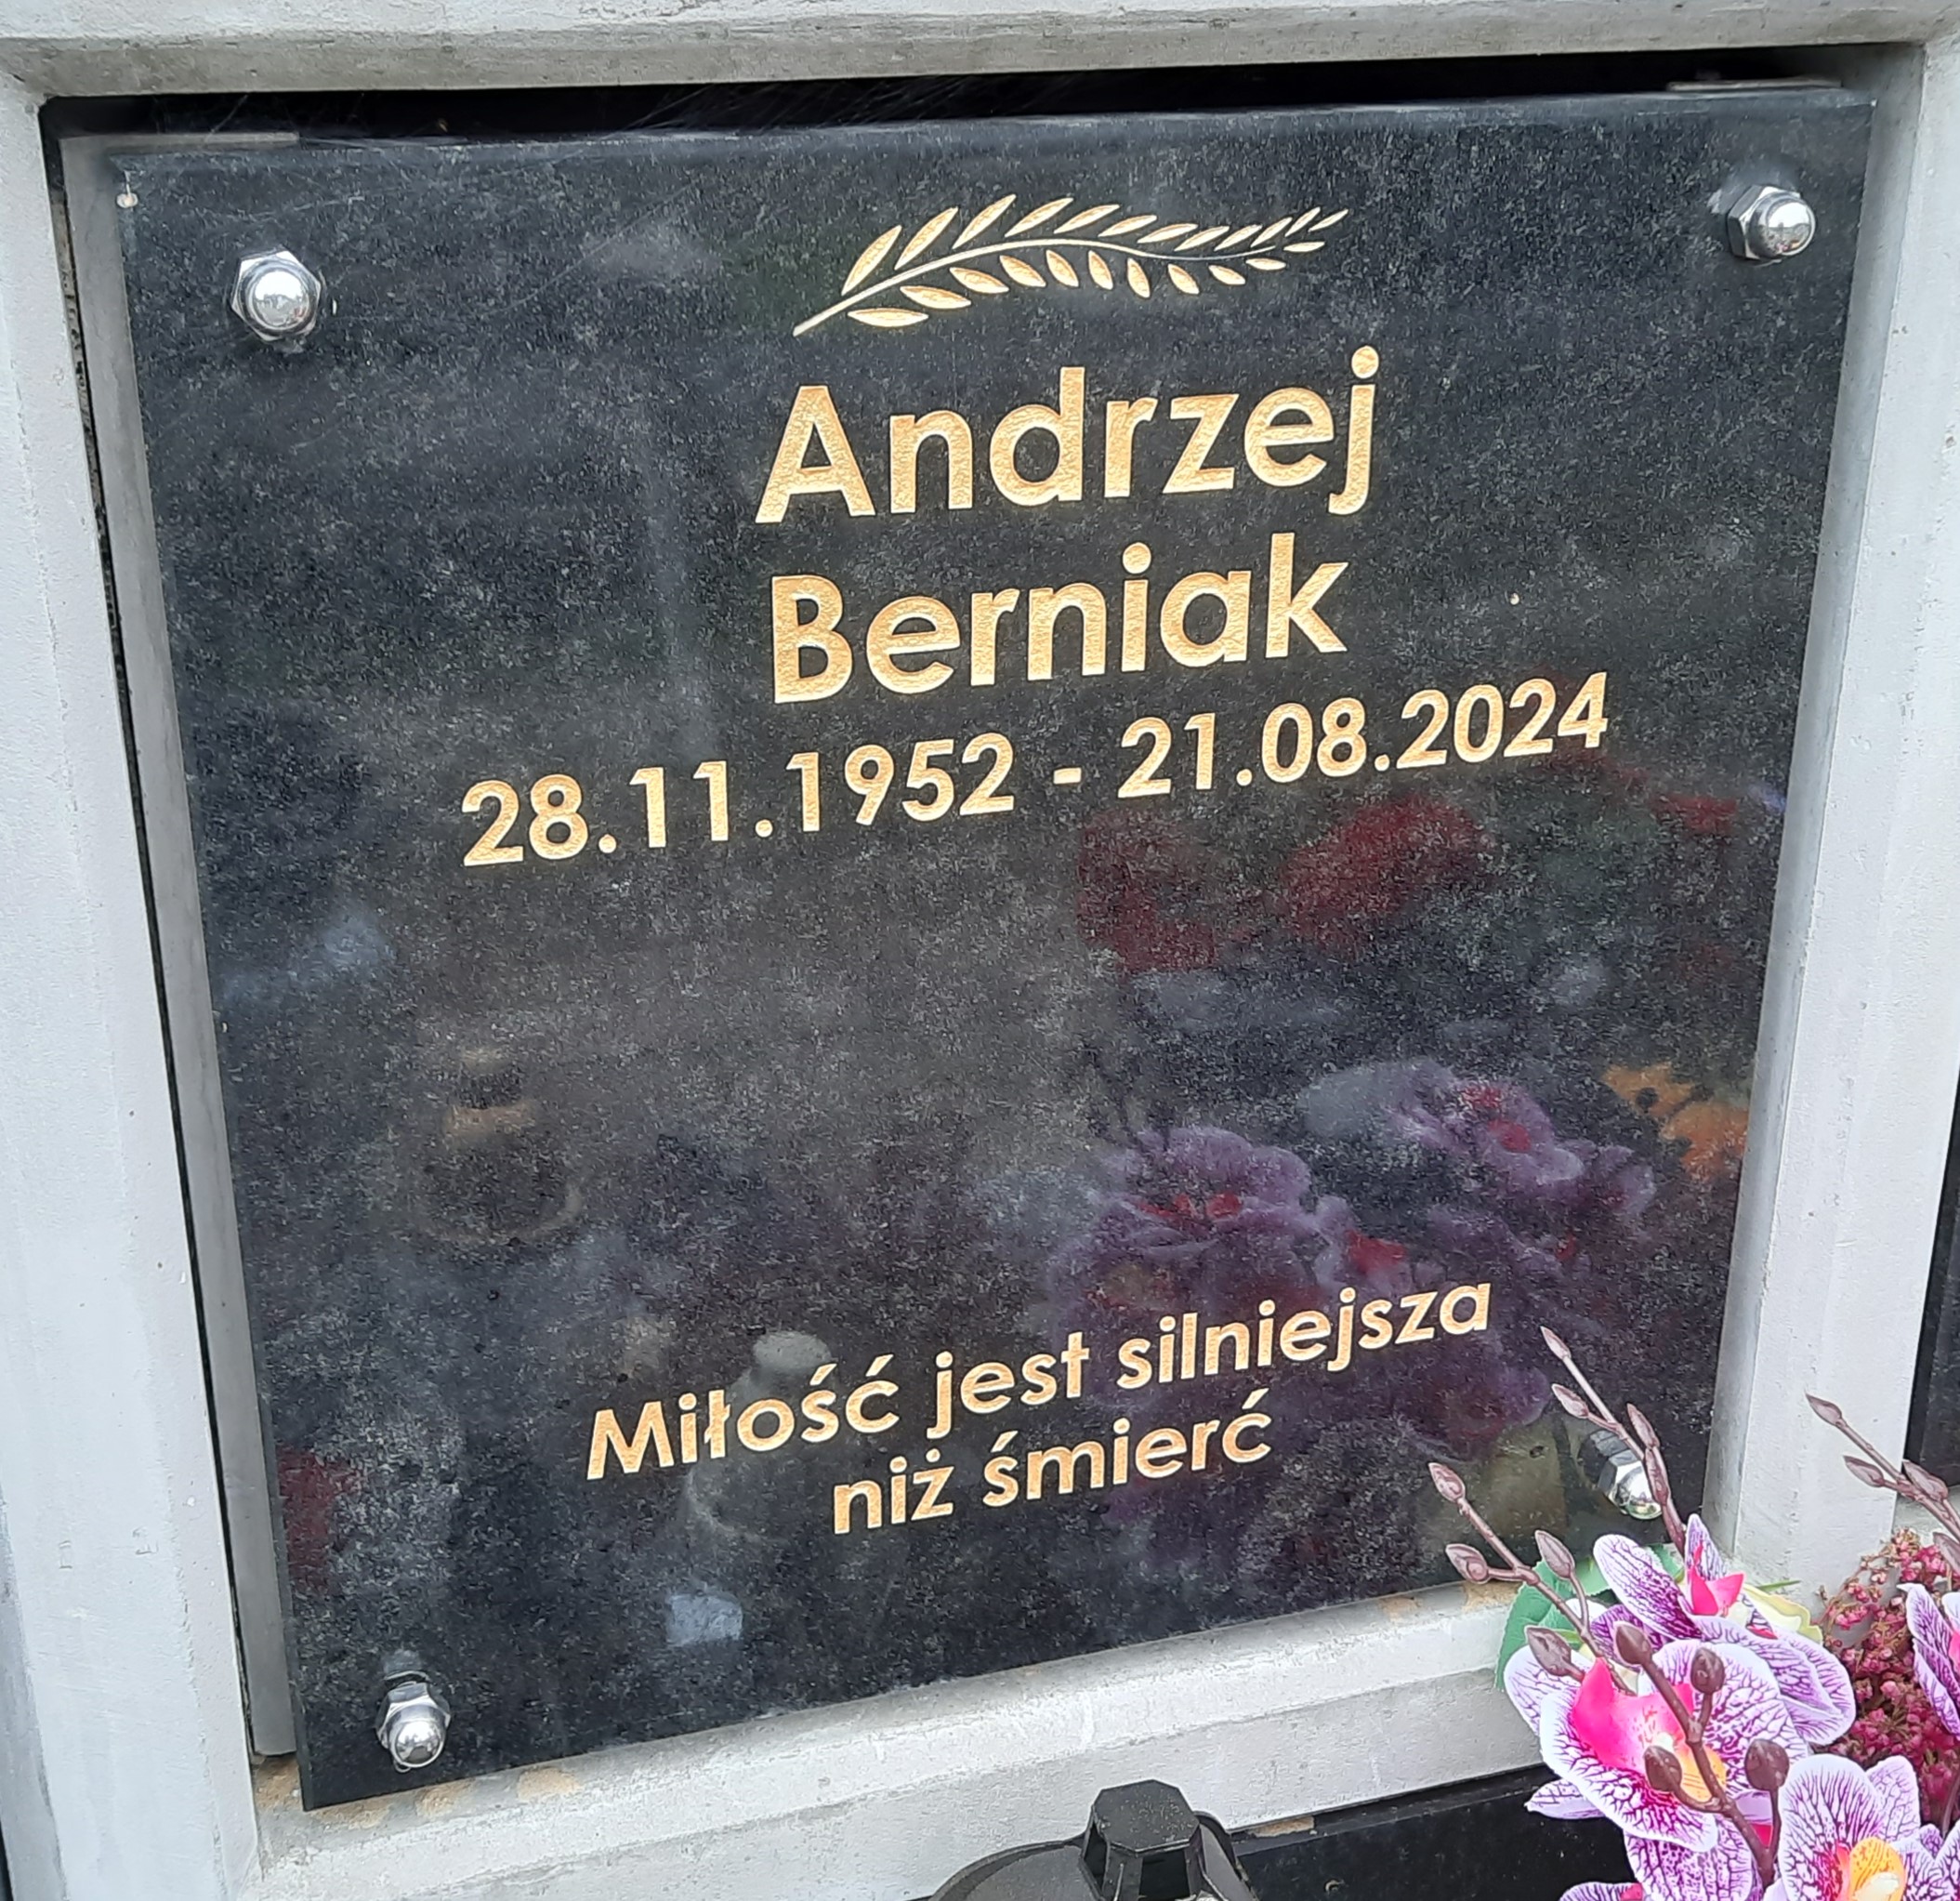 Andrzej
Berniak
28.11.1952 - 21.08.2024
Miłość jest silniejsza
niż śmierć